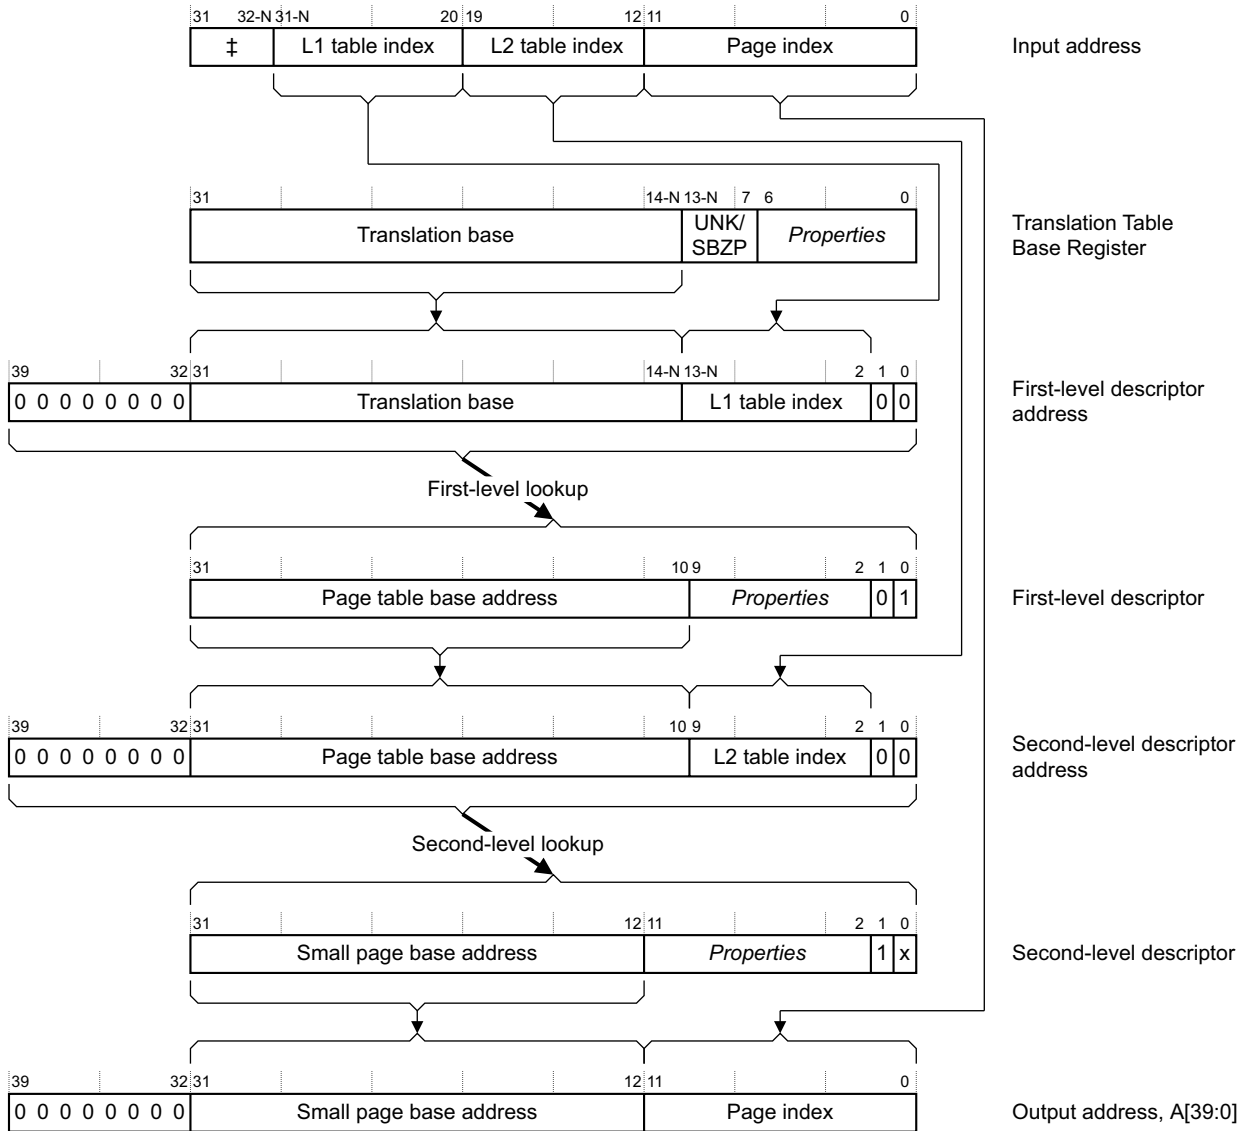 31 32-N 31-N 20 19 12 11 0
‡ L1 table index L2 table index Page index Input address
31 14-N 13-N 7 6 0
Translation base UNK/ SBZP Properties Translation Table Base Register
39 32 31 14-N 13-N 2 1 0
0 0 0 0 0 0 0 0 Translation base L1 table index 0 0 First-level descriptor address
First-level lookup
31 10 9 2 1 0
Page table base address Properties 0 1 First-level descriptor
39 32 31 10 9 2 1 0
0 0 0 0 0 0 0 0 Page table base address L2 table index 0 0 Second-level descriptor address
Second-level lookup
31 12 11 2 1 0
Small page base address Properties 1 x Second-level descriptor
39 32 31 12 11 0
0 0 0 0 0 0 0 0 Small page base address Page index Output address, A[39:0]